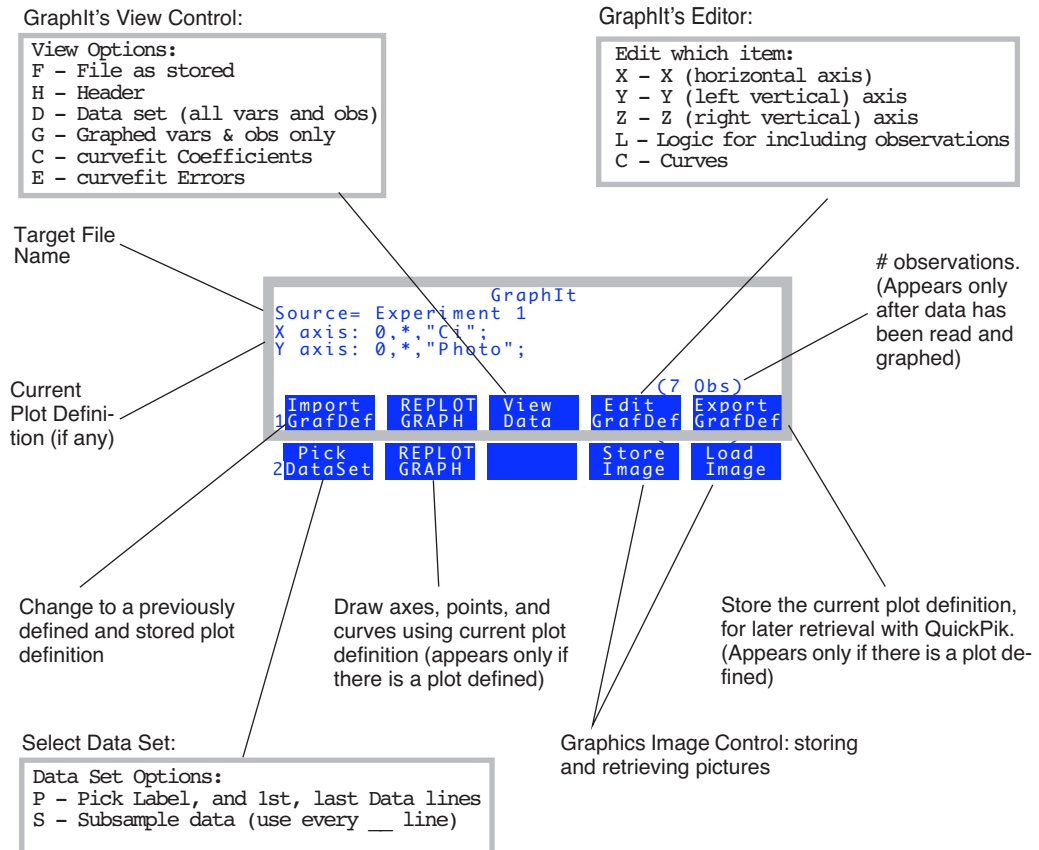 GraphIt's View Control:
View Options:
F – File as stored
H – Header
D – Data set (all vars and obs)
G – Graphed vars & obs only
C – curvefit Coefficients
E – curvefit Errors
GraphIt's Editor:
Edit which item:
X – X (horizontal axis)
Y – Y (left vertical) axis
Z – Z (right vertical) axis
L – Logic for including observations
C – Curves
Target File
Name
# observations.
(Appears only
after data has
been read and
graphed)
GraphIt
Source= Experiment 1
X axis: 0,*,"Ci";
Y axis: 0,*,"Photo";
(7 Obs)
Current
Plot Defini-
tion (if any)
1
Import
GrafDef
REPLOT
GRAPH
View
Data
Edit
GrafDef
Export
GrafDef
2
Pick
DataSet
REPLOT
GRAPH
Store
Image
Load
Image
Change to a previously
defined and stored plot
definition
Draw axes, points, and
curves using current plot
definition (appears only if
there is a plot defined)
Store the current plot definition,
for later retrieval with QuickPik.
(Appears only if there is a plot de-
fined)
Select Data Set:
Data Set Options:
P – Pick Label, and 1st, last Data lines
S – Subsample data (use every __ line)
Graphics Image Control: storing
and retrieving pictures